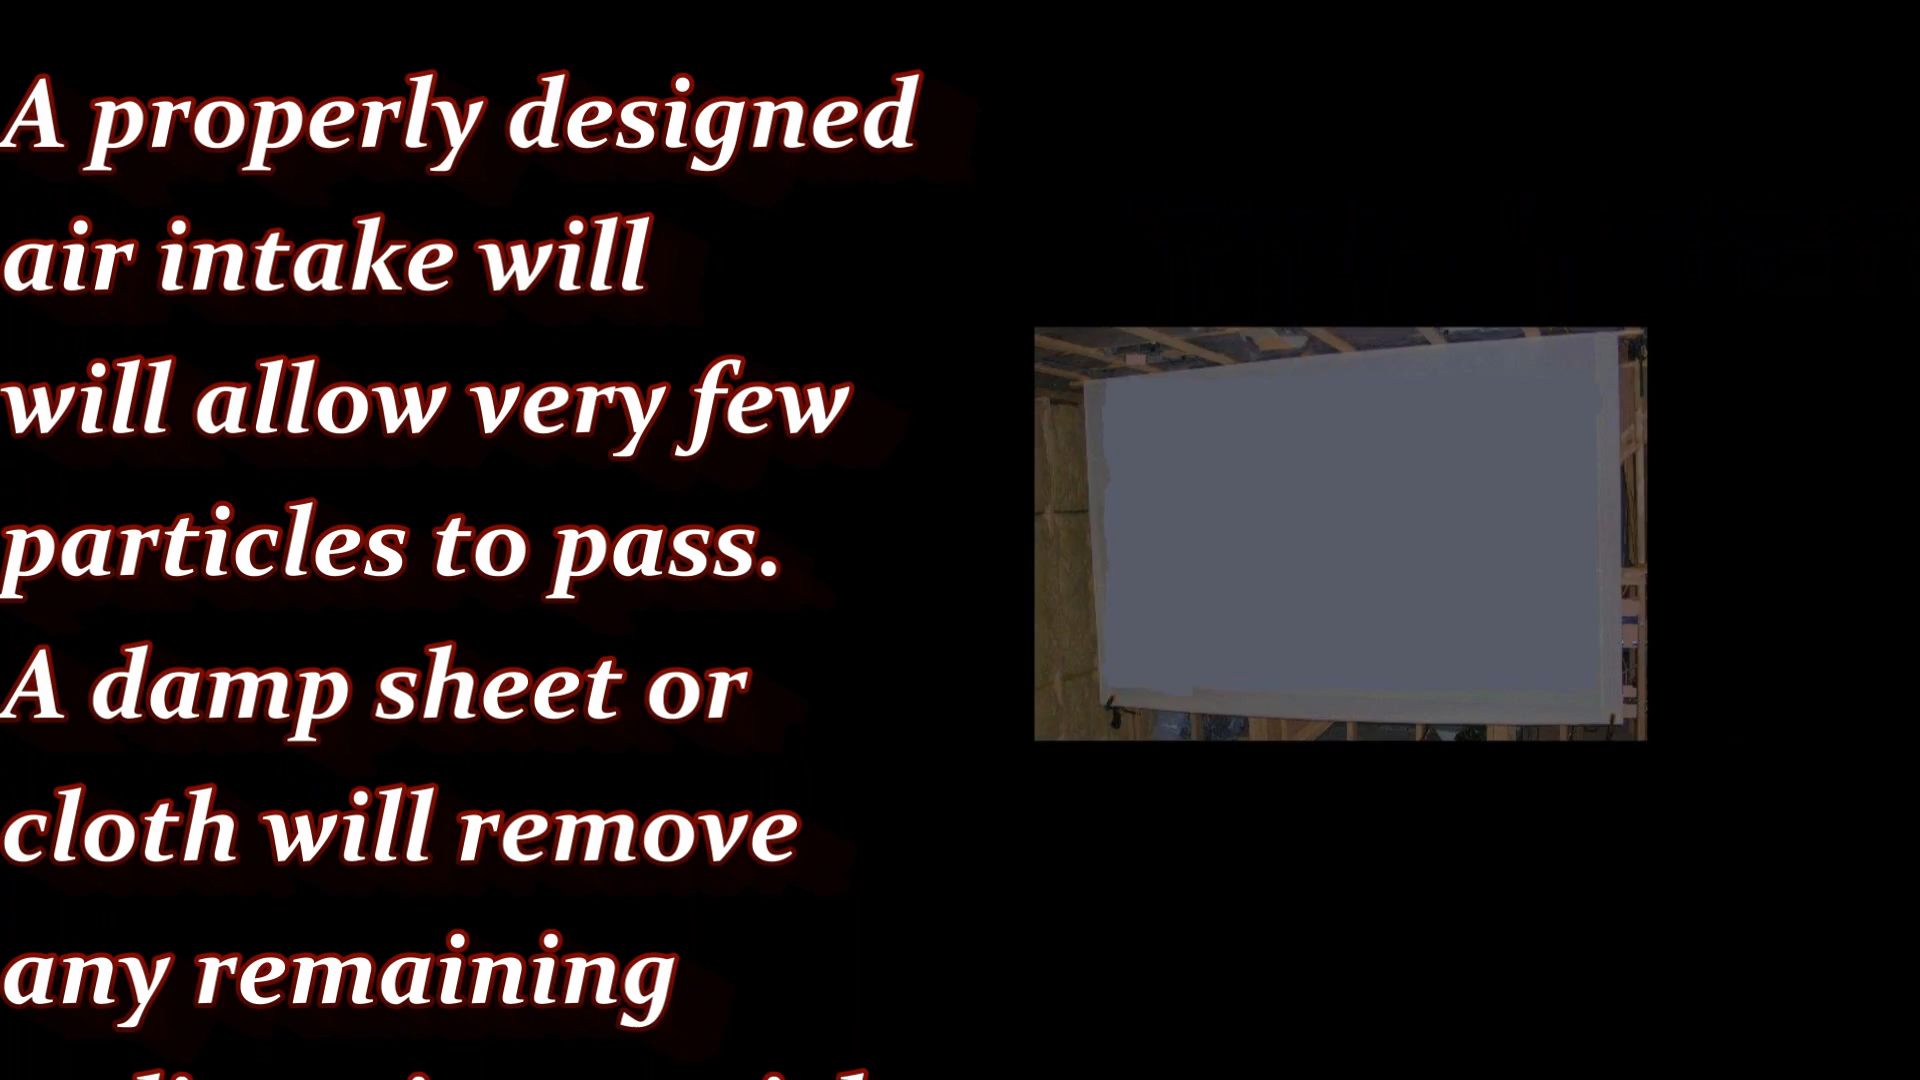 A properly designed
air intake will
will allow very few
particles to pass.
A damp sheet or
cloth will remove
any remaining